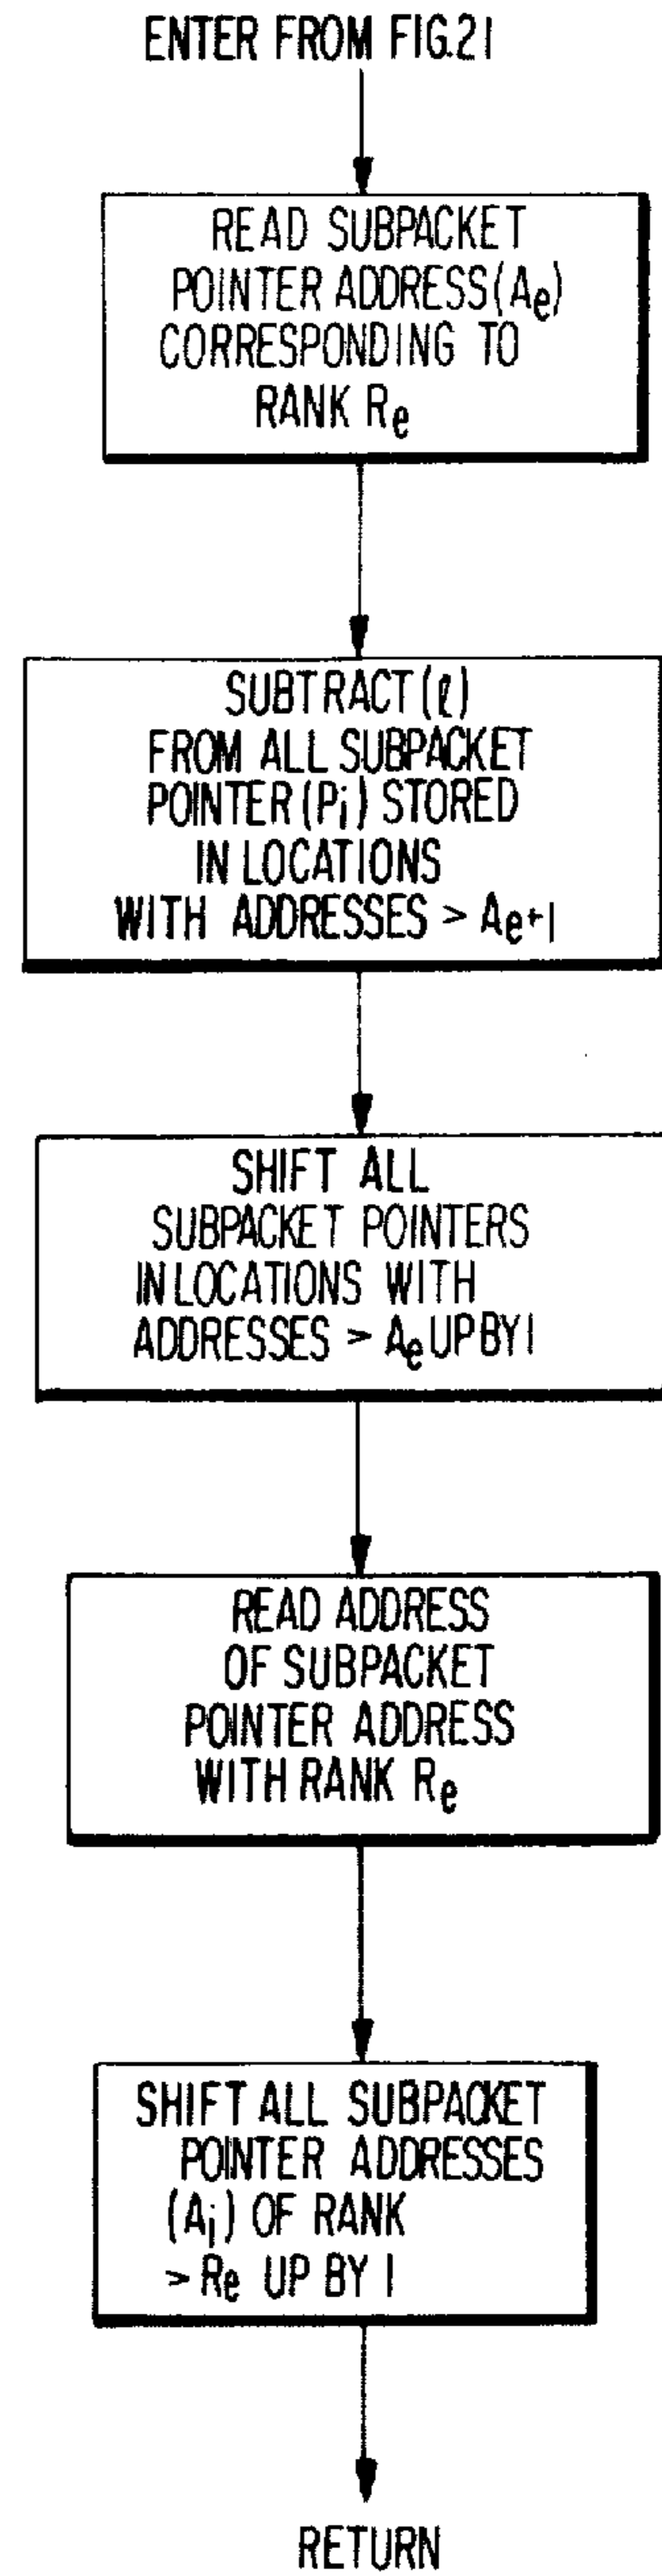 ENTER FROM FIG.21
READ SUBPACKET
POINTER ADDRESS (Ae)
CORRESPONDING TO
RANK Re
SUBTRACT (ℓ)
FROM ALL SUBPACKET
POINTER (Pi) STORED
IN LOCATIONS
WITH ADDRESSES > Ae+1
SHIFT ALL
SUBPACKET POINTERS
IN LOCATIONS WITH
ADDRESSES > Ae UP BY 1
READ ADDRESS
OF SUBPACKET
POINTER ADDRESS
WITH RANK Re
SHIFT ALL SUBPACKET
POINTER ADDRESSES
(Ai) OF RANK
> Re UP BY 1
RETURN